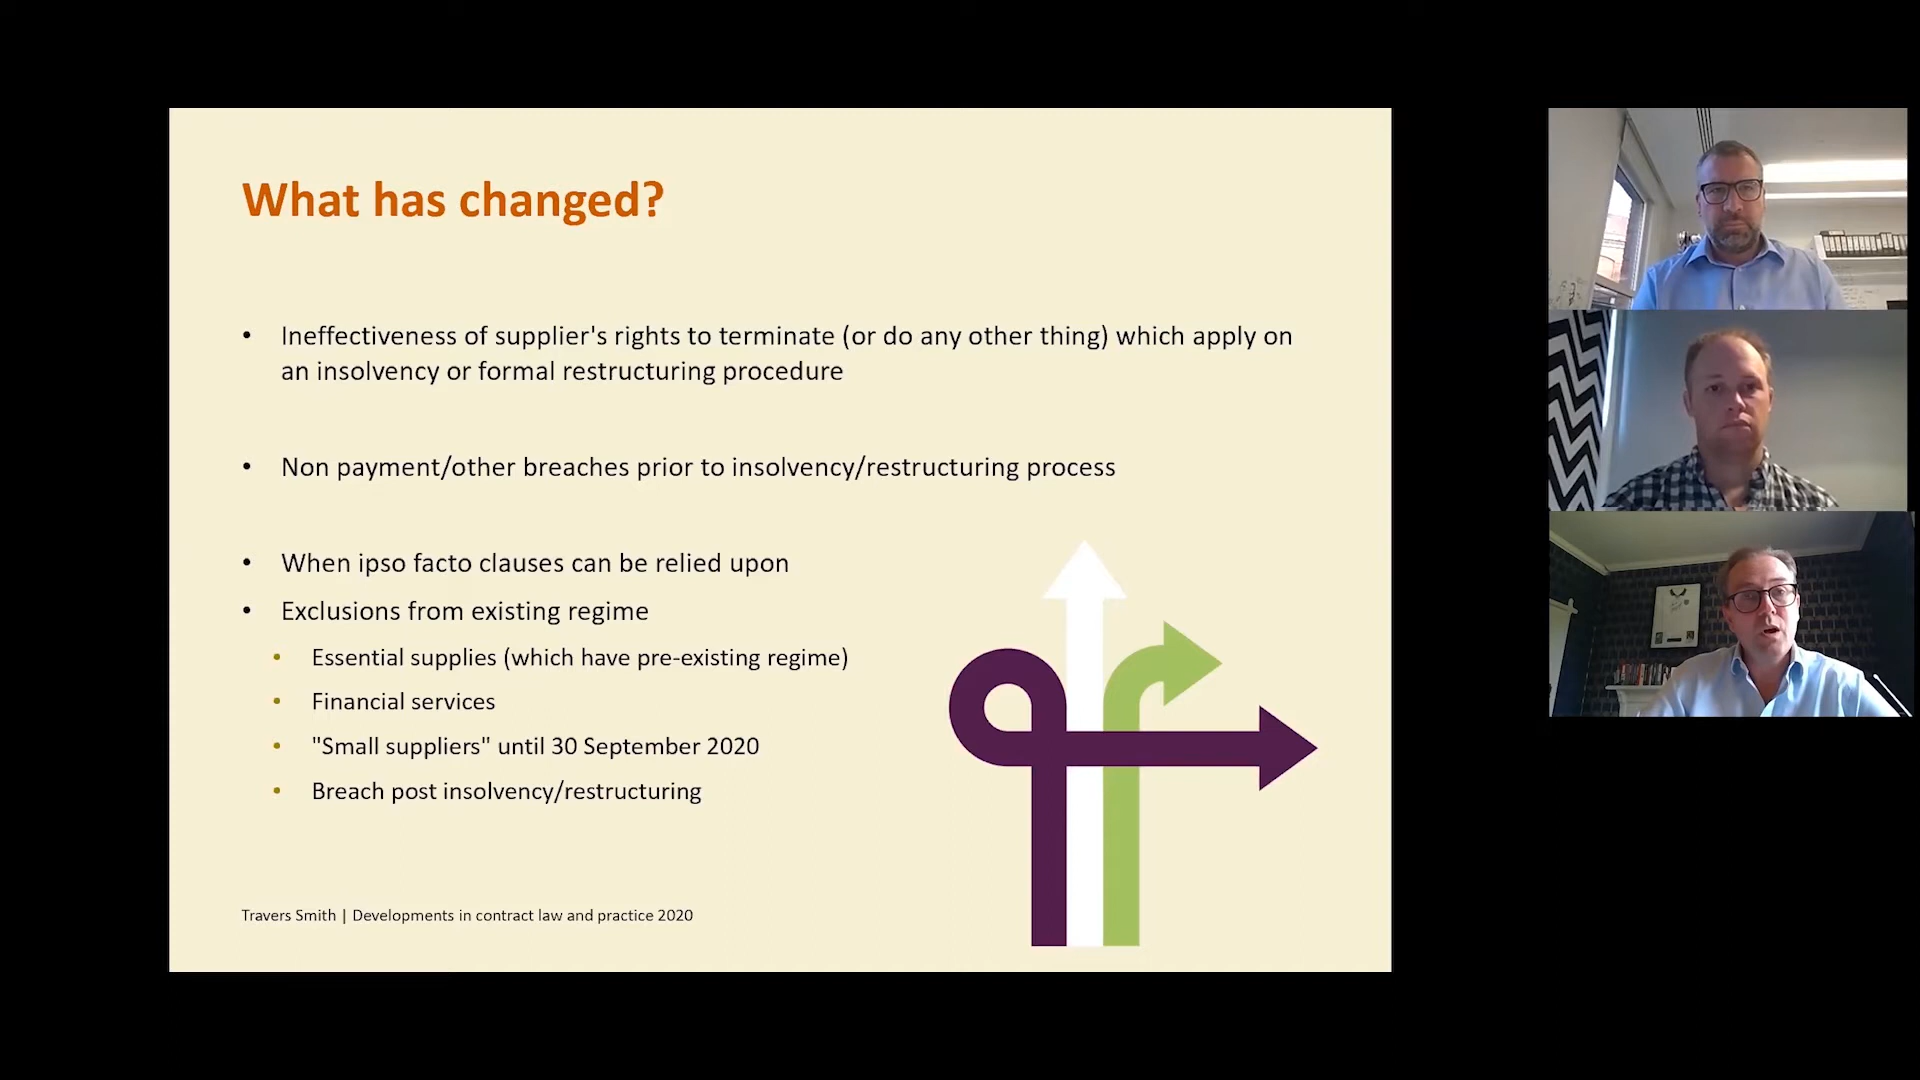 What has changed?
• Ineffectiveness of supplier's rights to terminate (or do any other thing) which apply on
an insolvency or formal restructuring procedure
• Non payment/other breaches prior to insolvency/restructuring process
• When ipso facto clauses can be relied upon
• Exclusions from existing regime
• Essential supplies (which have pre-existing regime)
• Financial services
• "Small suppliers" until 30 September 2020
• Breach post insolvency/restructuring
Travers Smith | Developments in contract law and practice 2020